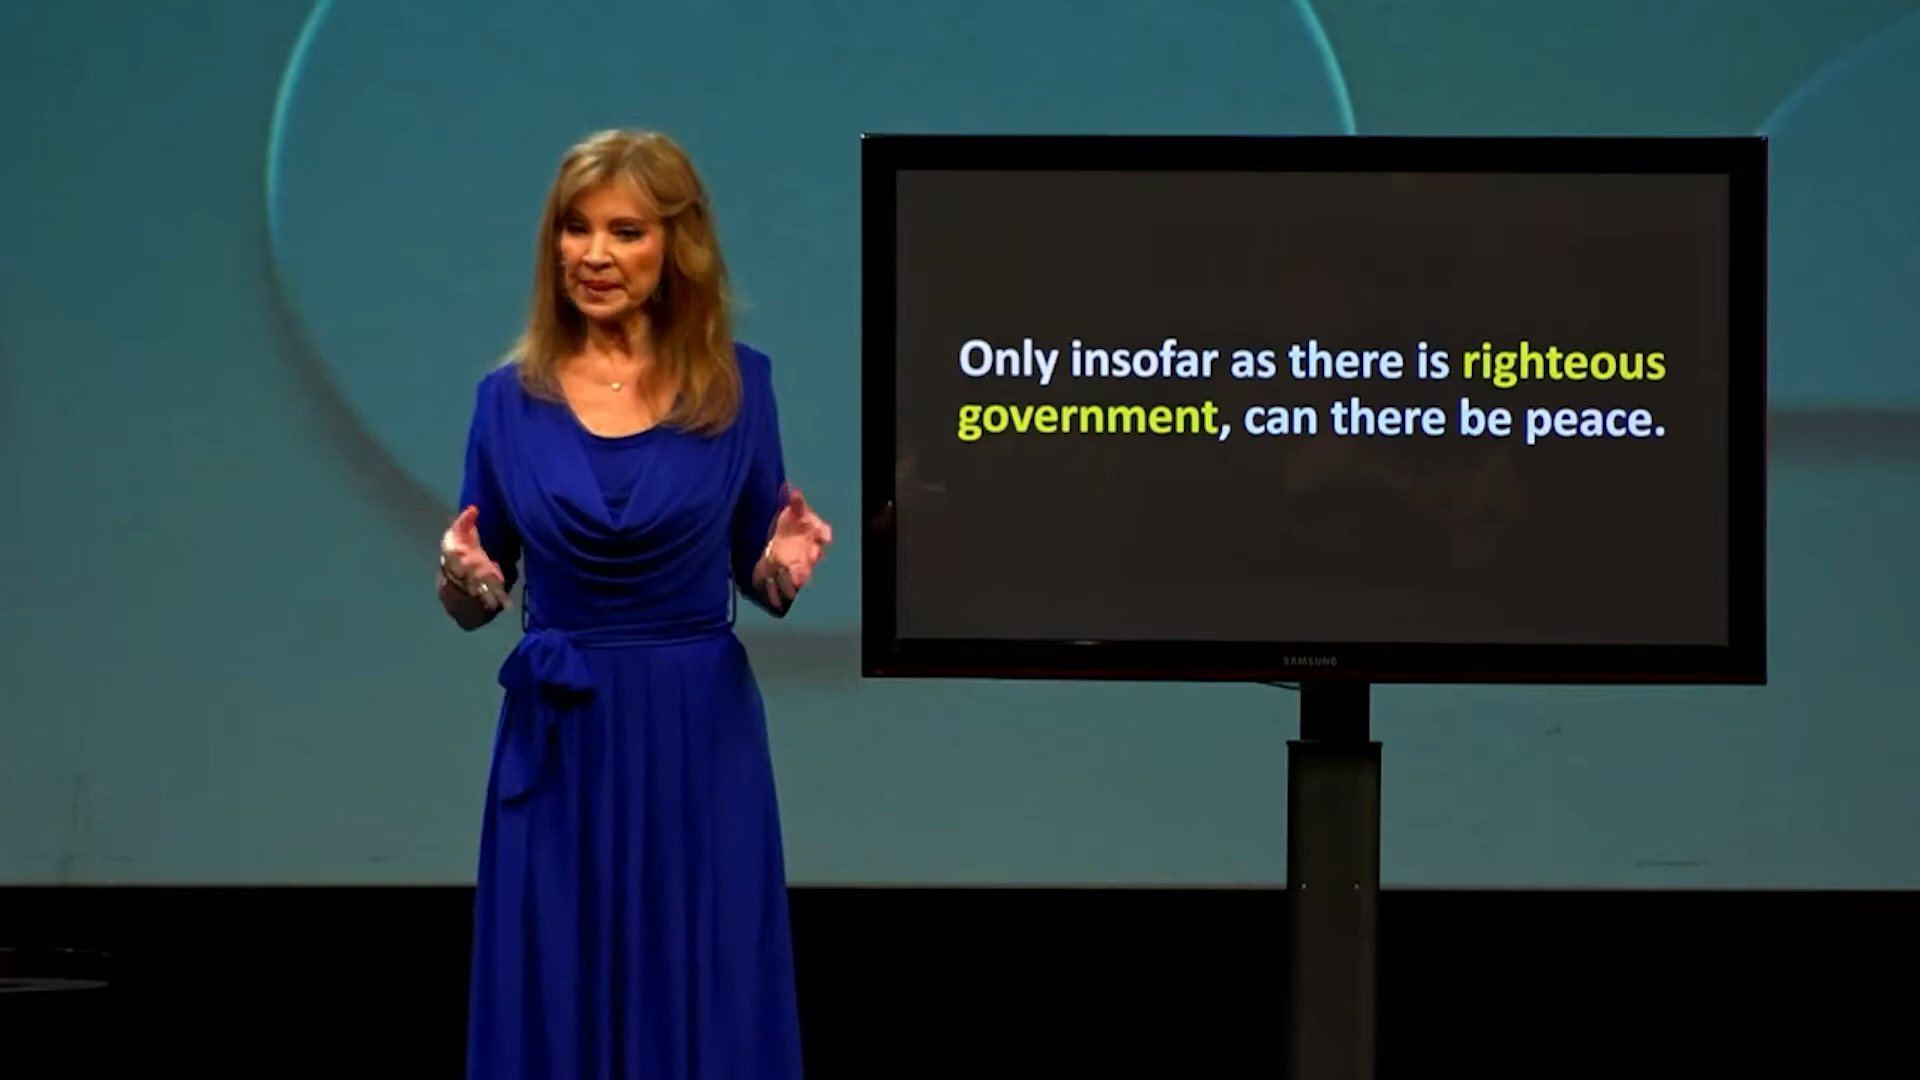 Only insofar as there is righteous
government, can there be peace.
SAMSUNG